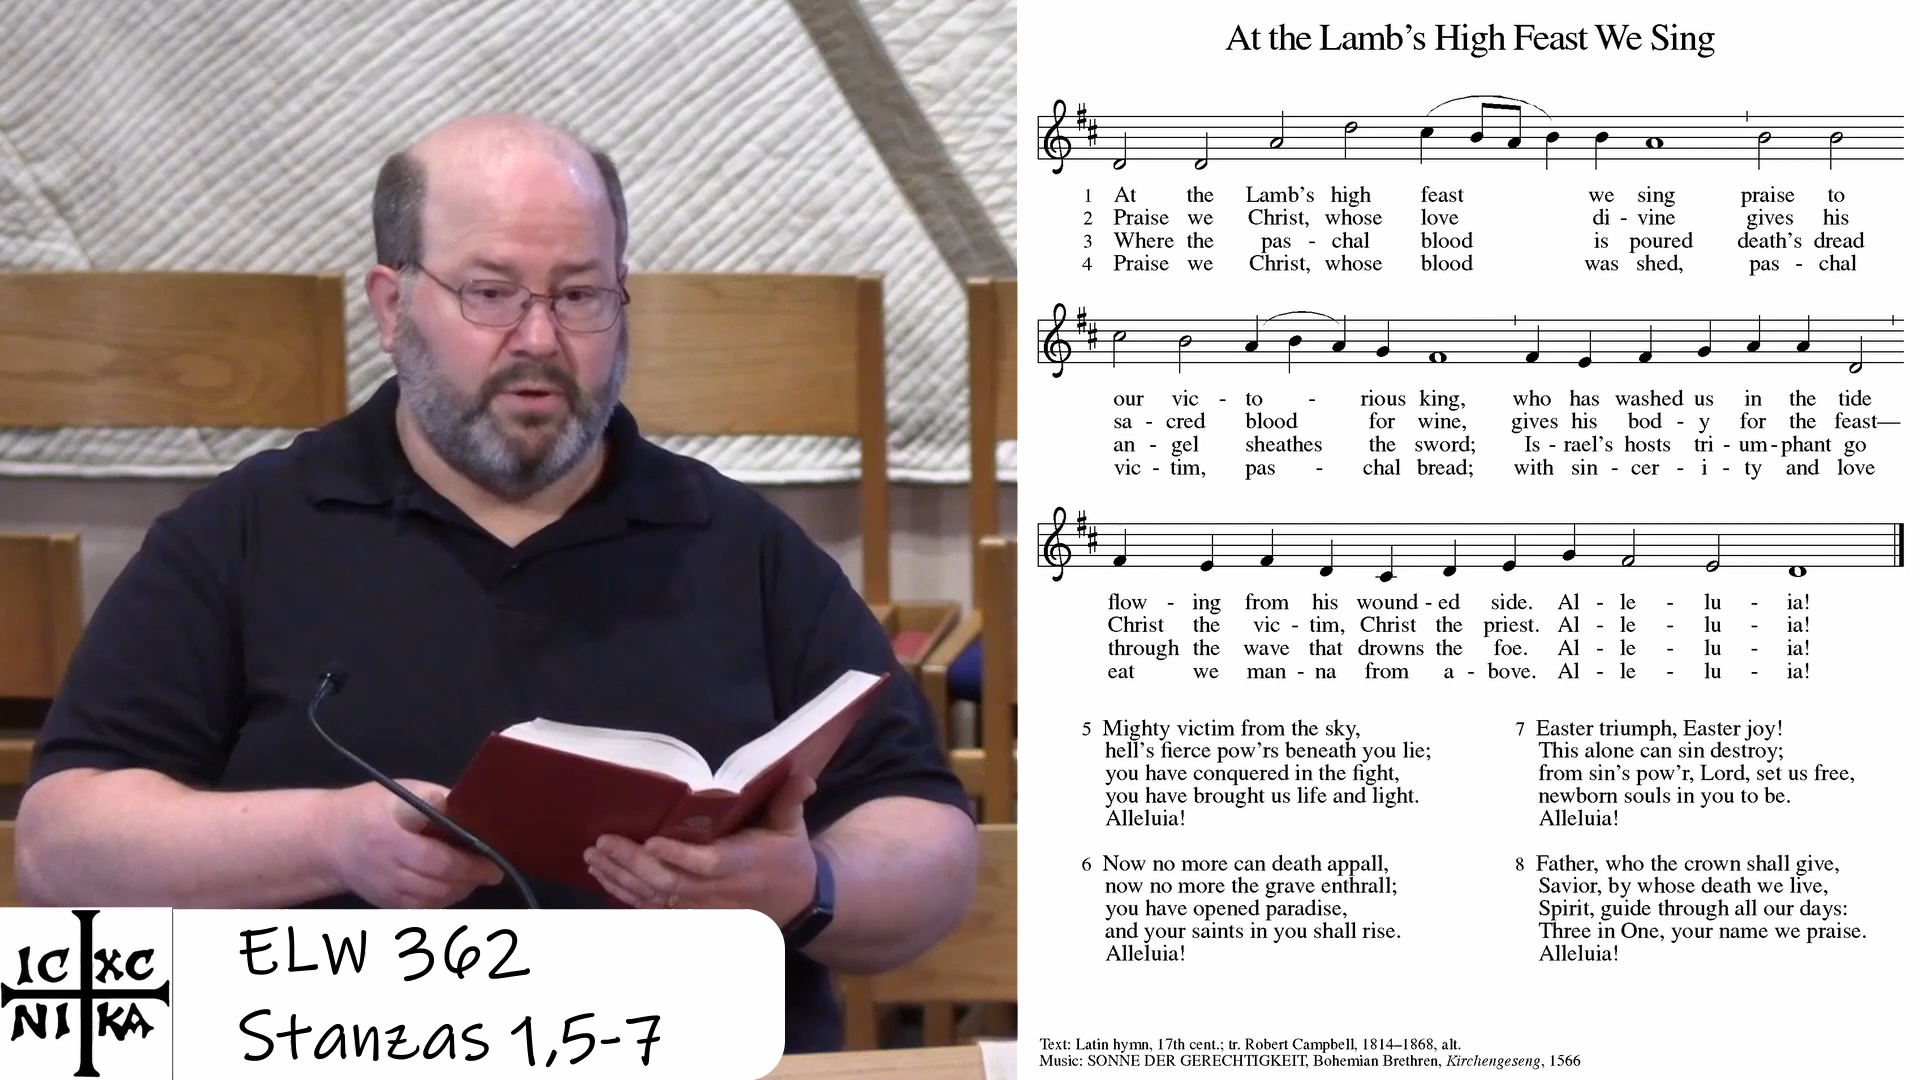 At the Lamb's High Feast We Sing
1 At the Lamb's high feast we sing praise to
2 Praise we Christ, whose love di - vine gives his
3 Where the pas - chal blood is poured death's dread
4 Praise we Christ, whose blood was shed, pas - chal
our vic - to - rious king, who has washed us in the tide
sa - cred blood for wine, gives his bod - y for the feast—
an - gel sheathes the sword; Is - rael's hosts tri - um - phant go
vic - tim, pas - chal bread; with sin - cer - i - ty and love
flow - ing from his wound - ed side. Al - le - lu - ia!
Christ the vic - tim, Christ the priest. Al - le - lu - ia!
through the wave that drowns the foe. Al - le - lu - ia!
eat we man - na from a - bove. Al - le - lu - ia!
5 Mighty victim from the sky,
hell's fierce pow'rs beneath you lie;
you have conquered in the fight,
you have brought us life and light.
Alleluia!
6 Now no more can death appall,
now no more the grave enthrall;
you have opened paradise,
and your saints in you shall rise.
Alleluia!
7 Easter triumph, Easter joy!
This alone can sin destroy;
from sin's pow'r, Lord, set us free,
newborn souls in you to be.
Alleluia!
8 Father, who the crown shall give,
Savior, by whose death we live,
Spirit, guide through all our days:
Three in One, your name we praise.
Alleluia!
Text: Latin hymn, 17th cent.; tr. Robert Campbell, 1814–1868, alt.
Music: SONNE DER GERECHTIGKEIT, Bohemian Brethren, Kirchengeseng, 1566
IC XC
NI KA
ELW 362
Stanzas 1,5-7